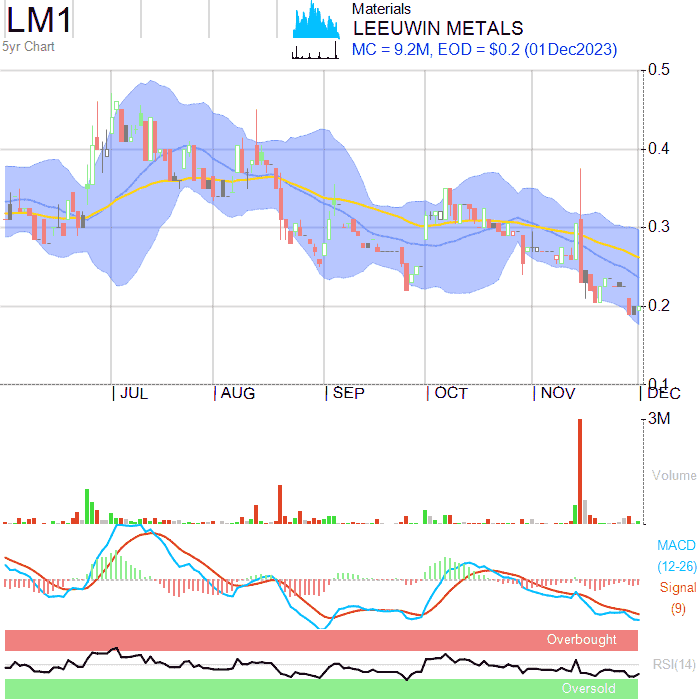 LM1
5yr Chart
Materials
LEEUWIN METALS
MC = 9.2M, EOD = $0.2 (01Dec2023)
0.5
0.4
0.3
0.2
0.1
JUL AUG SEP OCT NOV DEC
3M
Volume
MACD
(12-26)
Signal
(9)
Overbought
RSI(14)
Oversold